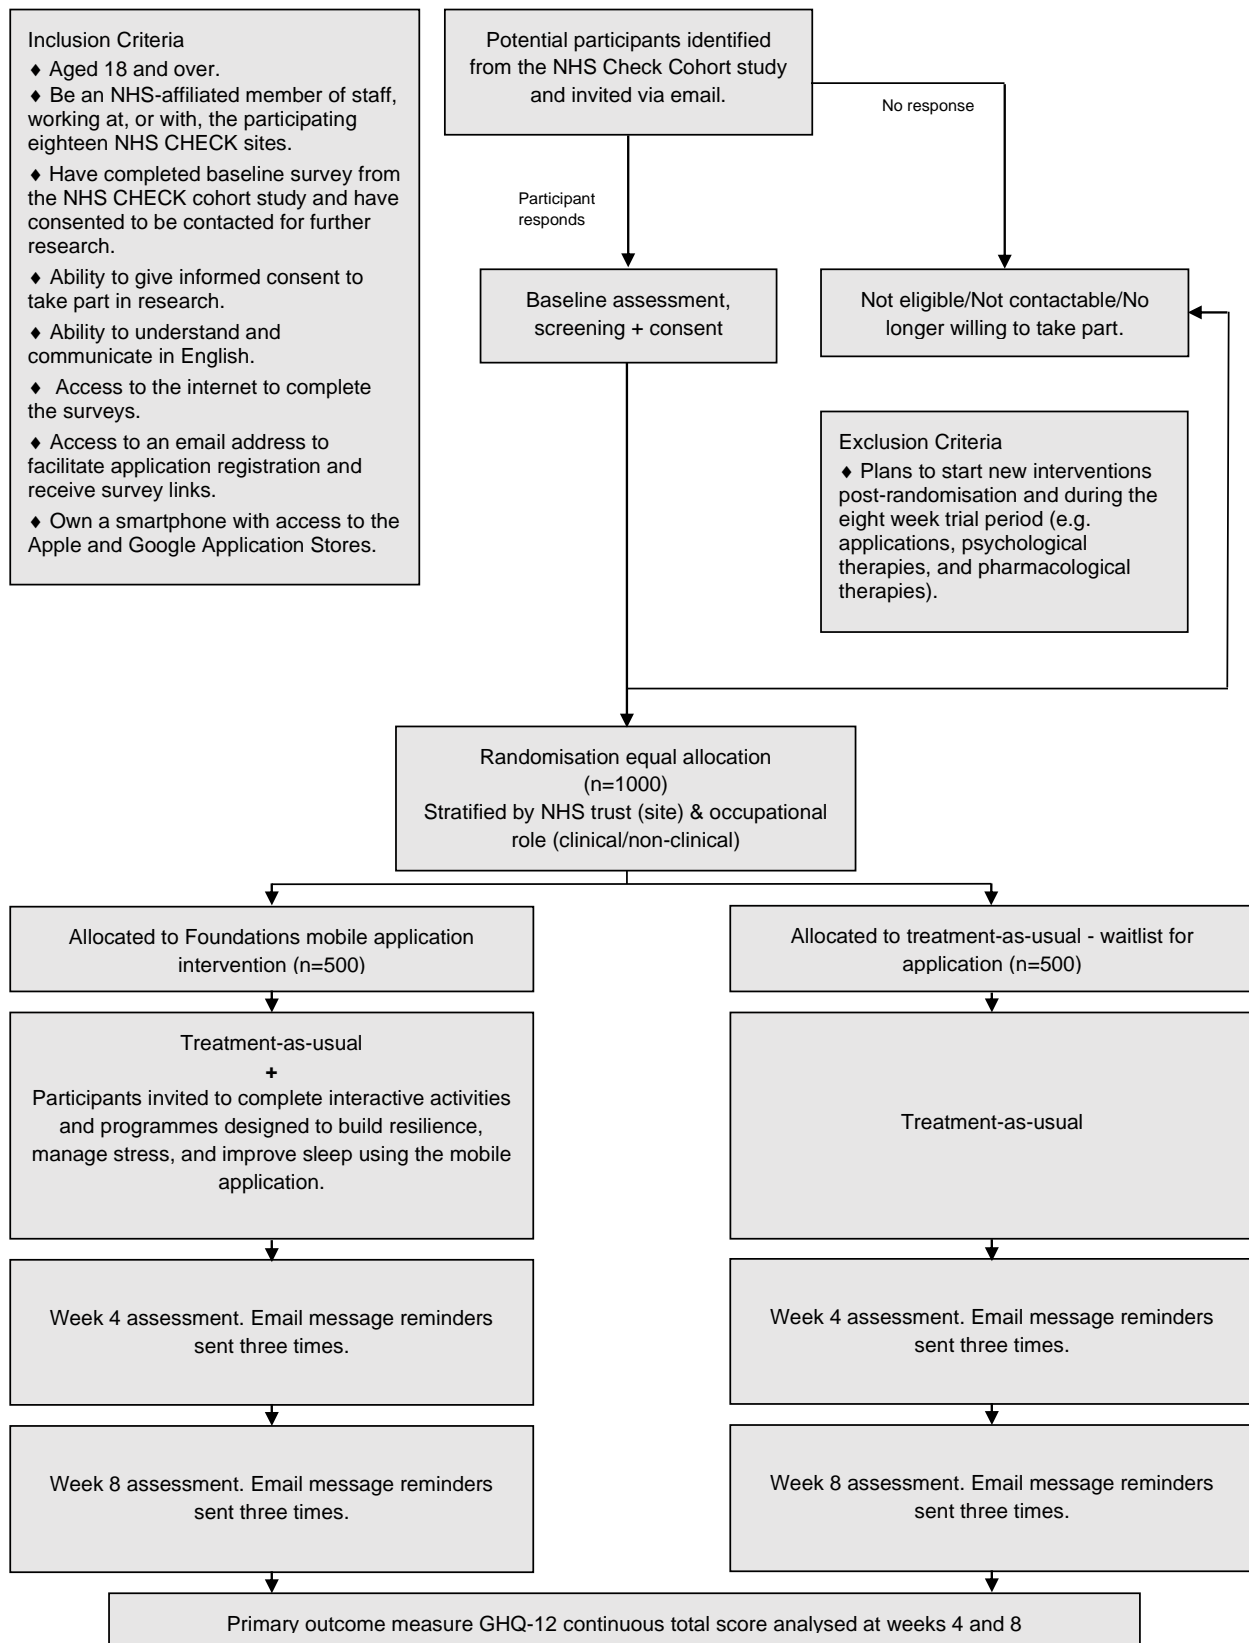 Inclusion Criteria
♦ Aged 18 and over.
♦ Be an NHS-affiliated member of staff,
working at, or with, the participating
eighteen NHS CHECK sites.
♦ Have completed baseline survey from
the NHS CHECK cohort study and have
consented to be contacted for further
research.
♦ Ability to give informed consent to
take part in research.
♦ Ability to understand and
communicate in English.
♦ Access to the internet to complete
the surveys.
♦ Access to an email address to
facilitate application registration and
receive survey links.
♦ Own a smartphone with access to the
Apple and Google Application Stores.
Potential participants identified
from the NHS Check Cohort study
and invited via email.
No response
Participant
responds
Baseline assessment,
screening + consent
Not eligible/Not contactable/No
longer willing to take part.
Exclusion Criteria
♦ Plans to start new interventions
post-randomisation and during the
eight week trial period (e.g.
applications, psychological
therapies, and pharmacological
therapies).
Randomisation equal allocation
(n=1000)
Stratified by NHS trust (site) & occupational
role (clinical/non-clinical)
Allocated to Foundations mobile application
intervention (n=500)
Allocated to treatment-as-usual - waitlist for
application (n=500)
Treatment-as-usual
+
Participants invited to complete interactive activities
and programmes designed to build resilience,
manage stress, and improve sleep using the mobile
application.
Treatment-as-usual
Week 4 assessment. Email message reminders
sent three times.
Week 4 assessment. Email message reminders
sent three times.
Week 8 assessment. Email message reminders
sent three times.
Week 8 assessment. Email message reminders
sent three times.
Primary outcome measure GHQ-12 continuous total score analysed at weeks 4 and 8